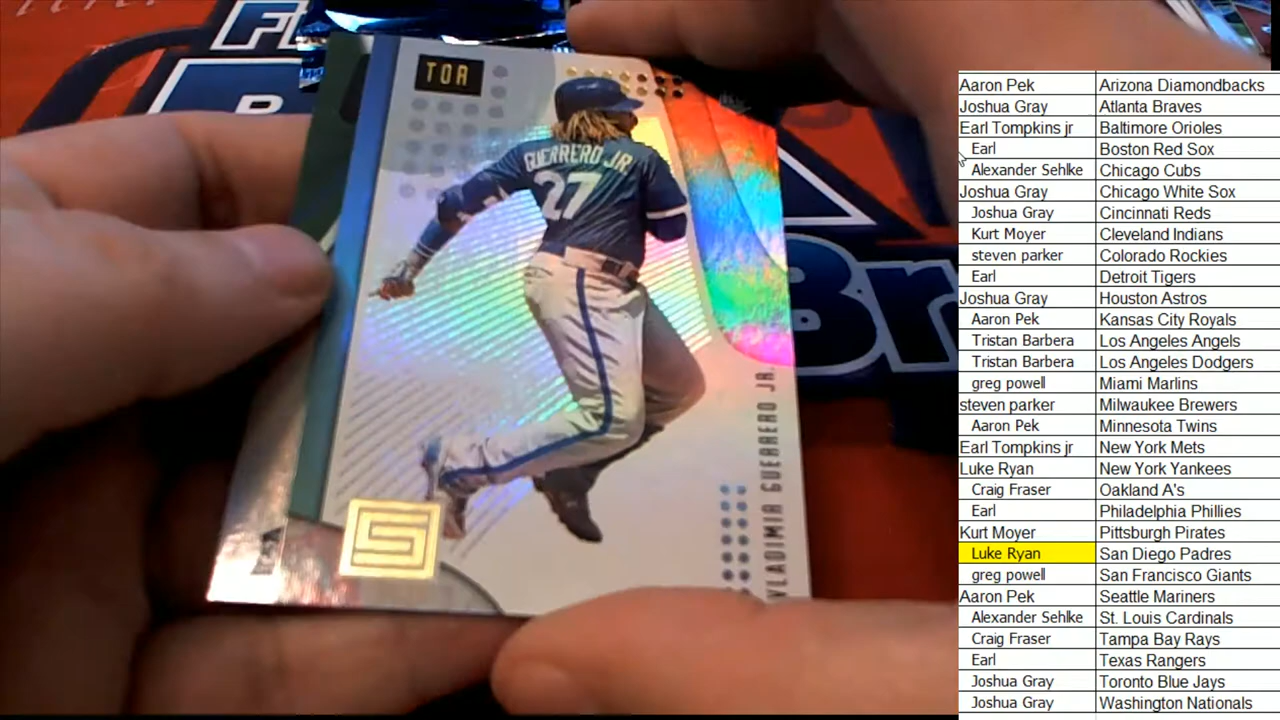 TOR
GUERRERO JR.
27
VLADIMIR GUERRERO JR.
S
Br
Aaron Pek Arizona Diamondbacks
Joshua Gray Atlanta Braves
Earl Tompkins jr Baltimore Orioles
Earl Boston Red Sox
Alexander Sehlke Chicago Cubs
Joshua Gray Chicago White Sox
Joshua Gray Cincinnati Reds
Kurt Moyer Cleveland Indians
steven parker Colorado Rockies
Earl Detroit Tigers
Joshua Gray Houston Astros
Aaron Pek Kansas City Royals
Tristan Barbera Los Angeles Angels
Tristan Barbera Los Angeles Dodgers
greg powell Miami Marlins
steven parker Milwaukee Brewers
Aaron Pek Minnesota Twins
Earl Tompkins jr New York Mets
Luke Ryan New York Yankees
Craig Fraser Oakland A's
Earl Philadelphia Phillies
Kurt Moyer Pittsburgh Pirates
Luke Ryan San Diego Padres
greg powell San Francisco Giants
Aaron Pek Seattle Mariners
Alexander Sehlke St. Louis Cardinals
Craig Fraser Tampa Bay Rays
Earl Texas Rangers
Joshua Gray Toronto Blue Jays
Joshua Gray Washington Nationals